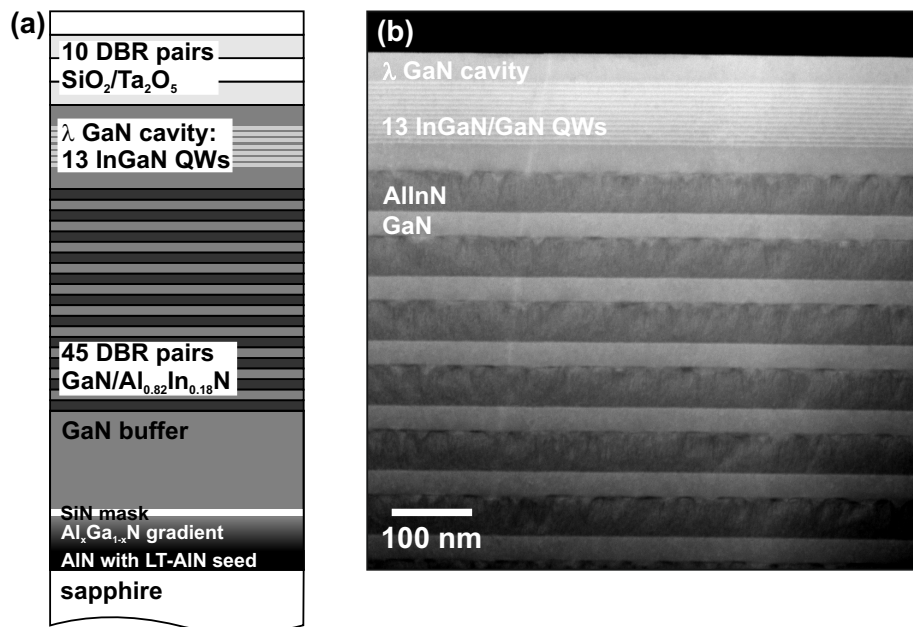 (a)
10 DBR pairs
SiO₂/Ta₂O₅
λ GaN cavity:
13 InGaN QWs
45 DBR pairs
GaN/Al₀.₈₂In₀.₁₈N
GaN buffer
SiN mask
AlₓGa₁₋ₓN gradient
AlN with LT-AlN seed
sapphire
(b)
λ GaN cavity
13 InGaN/GaN QWs
AlInN
GaN
100 nm